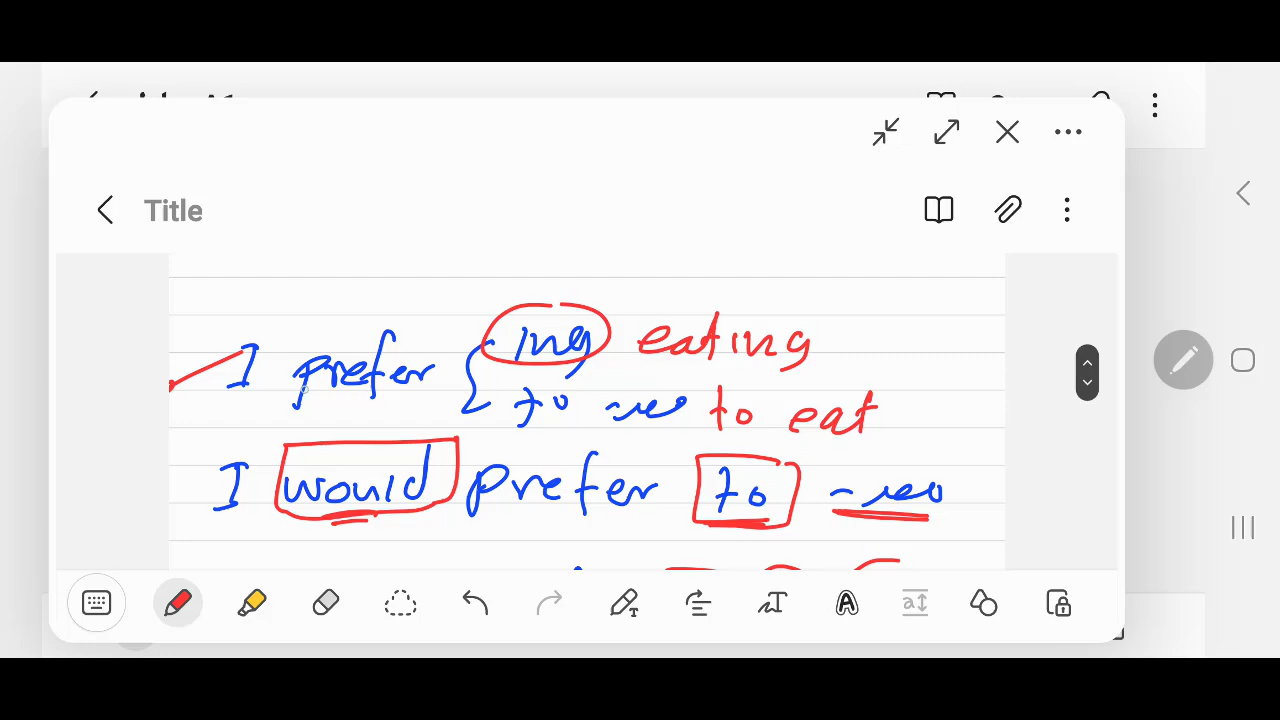 Title
I prefer { ing eating
to مصدر to eat
I would prefer to مصدر